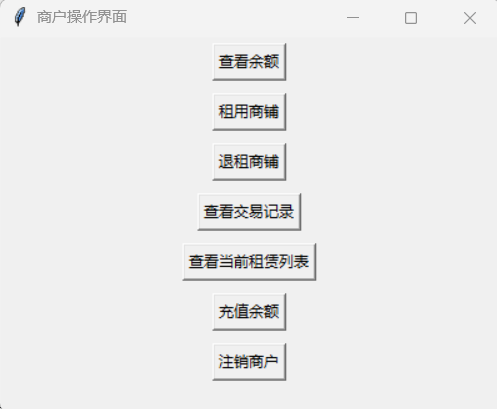 商户操作界面
查看余额
租用商铺
退租商铺
查看交易记录
查看当前租赁列表
充值余额
注销商户